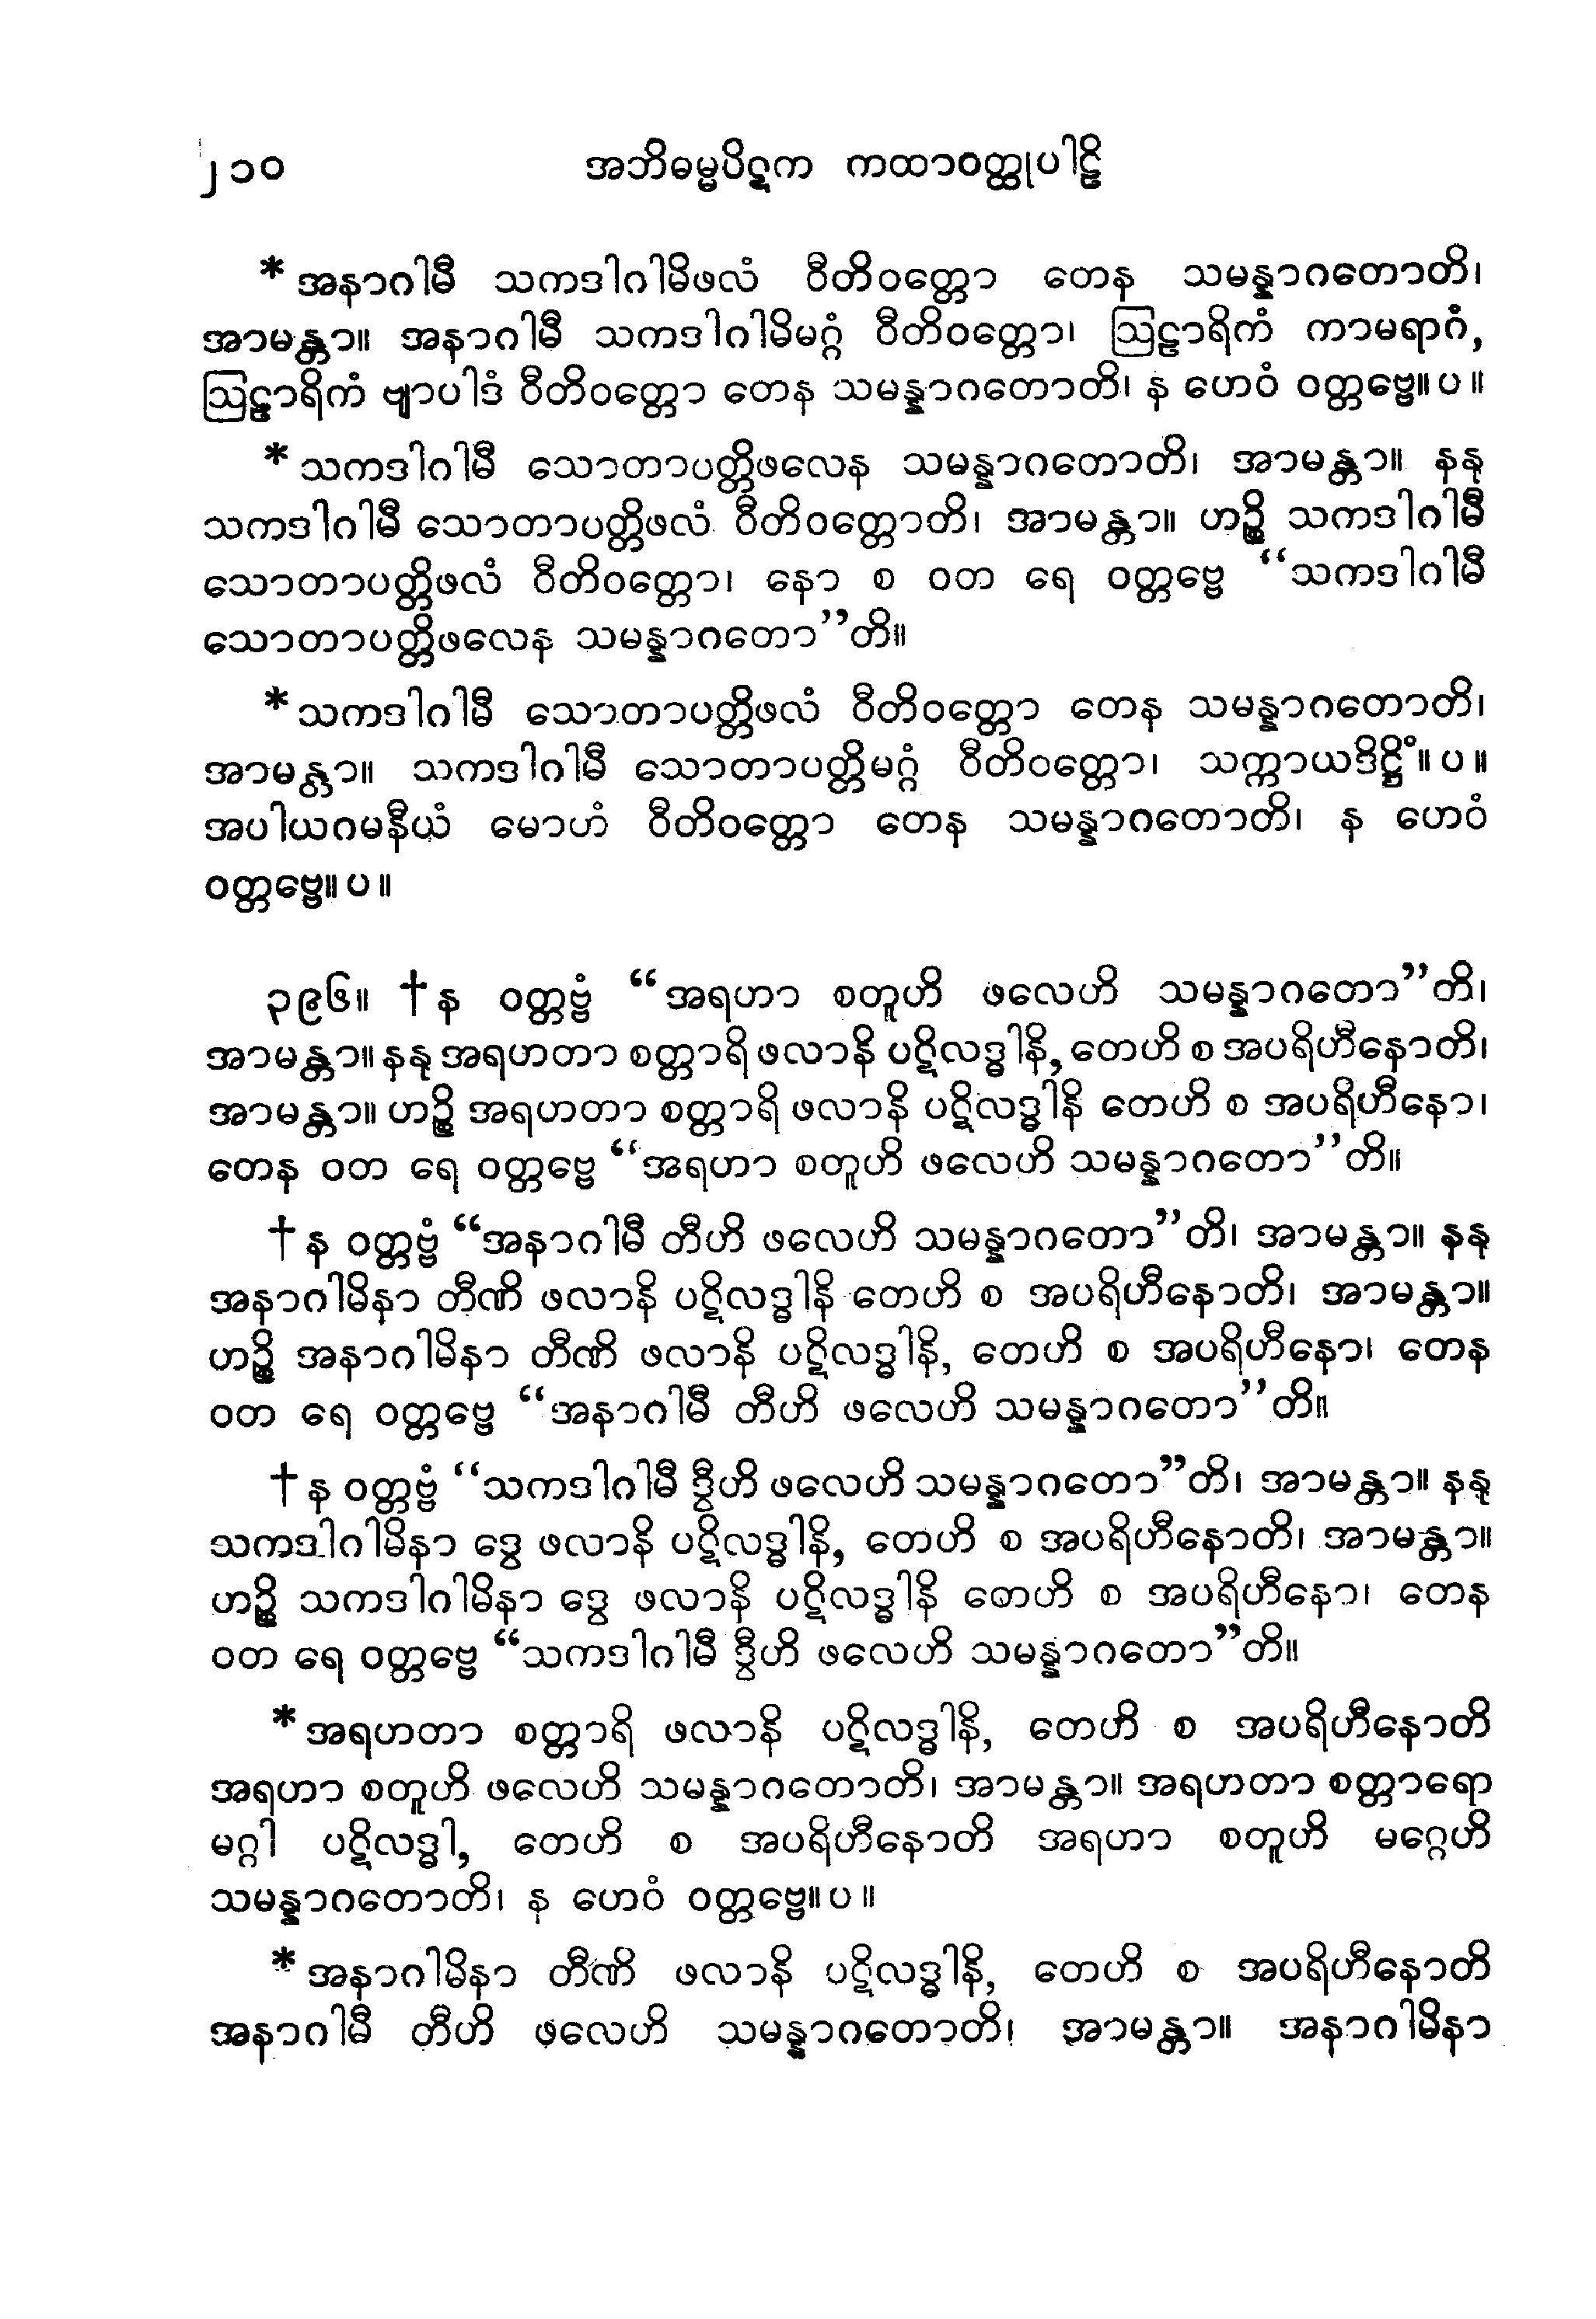 ၂၁၀ အဘိဓမ္မပိဋက ကထာဝတ္ထုပါဠိ
* အနာဂါမီ သကဒါဂါမိဖလံ ဝီတိဝတ္တော တေန သမန္နာဂတောတိ၊
အာမန္တာ။ အနာဂါမီ သကဒါဂါမိမဂ္ဂံ ဝီတိဝတ္တော၊ ဩဠာရိကံ ကာမရာဂံ,
ဩဠာရိကံ ဗျာပါဒံ ဝီတိဝတ္တော တေန သမန္နာဂတောတိ၊ န ဟေဝံ ဝတ္တဗ္ဗေ။ ပ ။
* သကဒါဂါမီ သောတာပတ္တိဖလေန သမန္နာဂတောတိ၊ အာမန္တာ။ နနု
သကဒါဂါမီ သောတာပတ္တိဖလံ ဝီတိဝတ္တောတိ၊ အာမန္တာ။ ဟဉ္စိ သကဒါဂါမီ
သောတာပတ္တိဖလံ ဝီတိဝတ္တော၊ နော စ ဝတ ရေ ဝတ္တဗ္ဗေ “သကဒါဂါမီ
သောတာပတ္တိဖလေန သမန္နာဂတော”တိ။
* သကဒါဂါမီ သောတာပတ္တိဖလံ ဝီတိဝတ္တော တေန သမန္နာဂတောတိ၊
အာမန္တာ။ သကဒါဂါမီ သောတာပတ္တိမဂ္ဂံ ဝီတိဝတ္တော၊ သက္ကာယဒိဋ္ဌိံ ။ ပ ။
အပါယဂမနီယံ မောဟံ ဝီတိဝတ္တော တေန သမန္နာဂတောတိ၊ န ဟေဝံ
ဝတ္တဗ္ဗေ။ ပ ။
၃၉၆။ † န ဝတ္တဗ္ဗံ “အရဟာ စတူဟိ ဖလေဟိ သမန္နာဂတော”တိ၊
အာမန္တာ။ နနု အရဟတာ စတ္တာရိ ဖလာနိ ပဋိလဒ္ဓါနိ, တေဟိ စ အပရိဟီနောတိ၊
အာမန္တာ။ ဟဉ္စိ အရဟတာ စတ္တာရိ ဖလာနိ ပဋိလဒ္ဓါနိ တေဟိ စ အပရိဟီနော၊
တေန ဝတ ရေ ဝတ္တဗ္ဗေ “အရဟာ စတူဟိ ဖလေဟိ သမန္နာဂတော”တိ။
† န ဝတ္တဗ္ဗံ “အနာဂါမီ တီဟိ ဖလေဟိ သမန္နာဂတော”တိ၊ အာမန္တာ။ နနု
အနာဂါမိနာ တီဏိ ဖလာနိ ပဋိလဒ္ဓါနိ တေဟိ စ အပရိဟီနောတိ၊ အာမန္တာ။
ဟဉ္စိ အနာဂါမိနာ တီဏိ ဖလာနိ ပဋိလဒ္ဓါနိ, တေဟိ စ အပရိဟီနော၊ တေန
ဝတ ရေ ဝတ္တဗ္ဗေ “အနာဂါမီ တီဟိ ဖလေဟိ သမန္နာဂတော”တိ။
† န ဝတ္တဗ္ဗံ “သကဒါဂါမီ ဒွီဟိ ဖလေဟိ သမန္နာဂတော”တိ၊ အာမန္တာ။ နနု
သကဒါဂါမိနာ ဒွေ ဖလာနိ ပဋိလဒ္ဓါနိ, တေဟိ စ အပရိဟီနောတိ၊ အာမန္တာ။
ဟဉ္စိ သကဒါဂါမိနာ ဒွေ ဖလာနိ ပဋိလဒ္ဓါနိ တေဟိ စ အပရိဟီနော၊ တေန
ဝတ ရေ ဝတ္တဗ္ဗေ “သကဒါဂါမီ ဒွီဟိ ဖလေဟိ သမန္နာဂတော”တိ။
* အရဟတာ စတ္တာရိ ဖလာနိ ပဋိလဒ္ဓါနိ, တေဟိ စ အပရိဟီနောတိ
အရဟာ စတူဟိ ဖလေဟိ သမန္နာဂတောတိ၊ အာမန္တာ။ အရဟတာ စတ္တာရော
မဂ္ဂါ ပဋိလဒ္ဓါ, တေဟိ စ အပရိဟီနောတိ အရဟာ စတူဟိ မဂ္ဂေဟိ
သမန္နာဂတောတိ၊ န ဟေဝံ ဝတ္တဗ္ဗေ။ ပ ။
* အနာဂါမိနာ တီဏိ ဖလာနိ ပဋိလဒ္ဓါနိ, တေဟိ စ အပရိဟီနောတိ
အနာဂါမီ တီဟိ ဖလေဟိ သမန္နာဂတောတိ၊ အာမန္တာ။ အနာဂါမိနာ